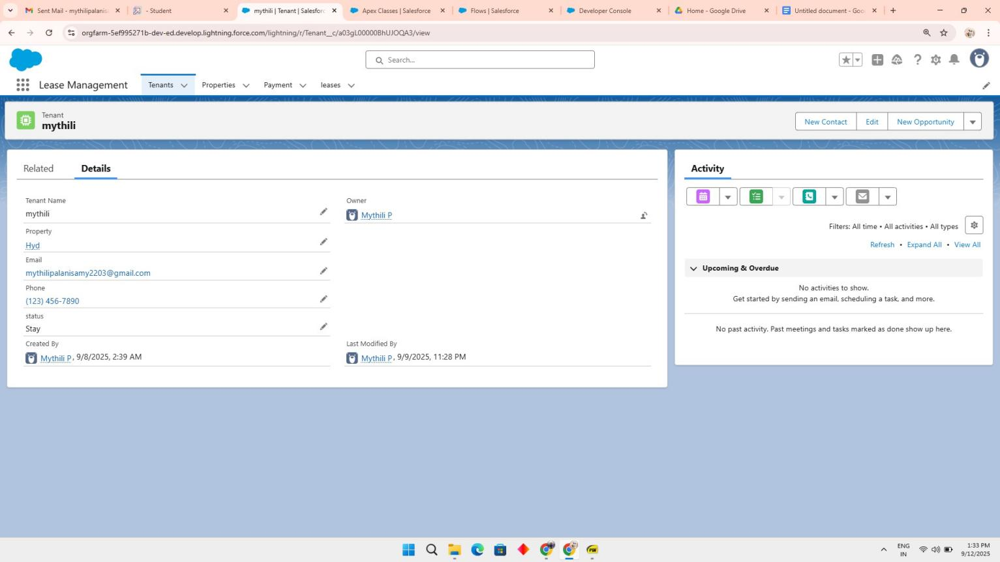 Sent Mail - mythilipalanis
- Student
mythili | Tenant | Salesforc
Apex Classes | Salesforce
Flows | Salesforce
Developer Console
Home - Google Drive
Untitled document - Goo
orgfarm-5ef995271b-dev-ed.develop.lightning.force.com/lightning/r/Tenant__c/a03gL00000BhUJOQA3/view
Search...
Lease Management
Tenants
Properties
Payment
leases
Tenant
mythili
New Contact
Edit
New Opportunity
Related
Details
Tenant Name
mythili
Owner
Mythili P
Property
Hyd
Email
mythilipalanisamy2203@gmail.com
Phone
(123) 456-7890
status
Stay
Created By
Mythili P, 9/8/2025, 2:39 AM
Last Modified By
Mythili P, 9/9/2025, 11:28 PM
Activity
Filters: All time • All activities • All types
Refresh • Expand All • View All
Upcoming & Overdue
No activities to show.
Get started by sending an email, scheduling a task, and more.
No past activity. Past meetings and tasks marked as done show up here.
ENG
IN
1:33 PM
9/12/2025